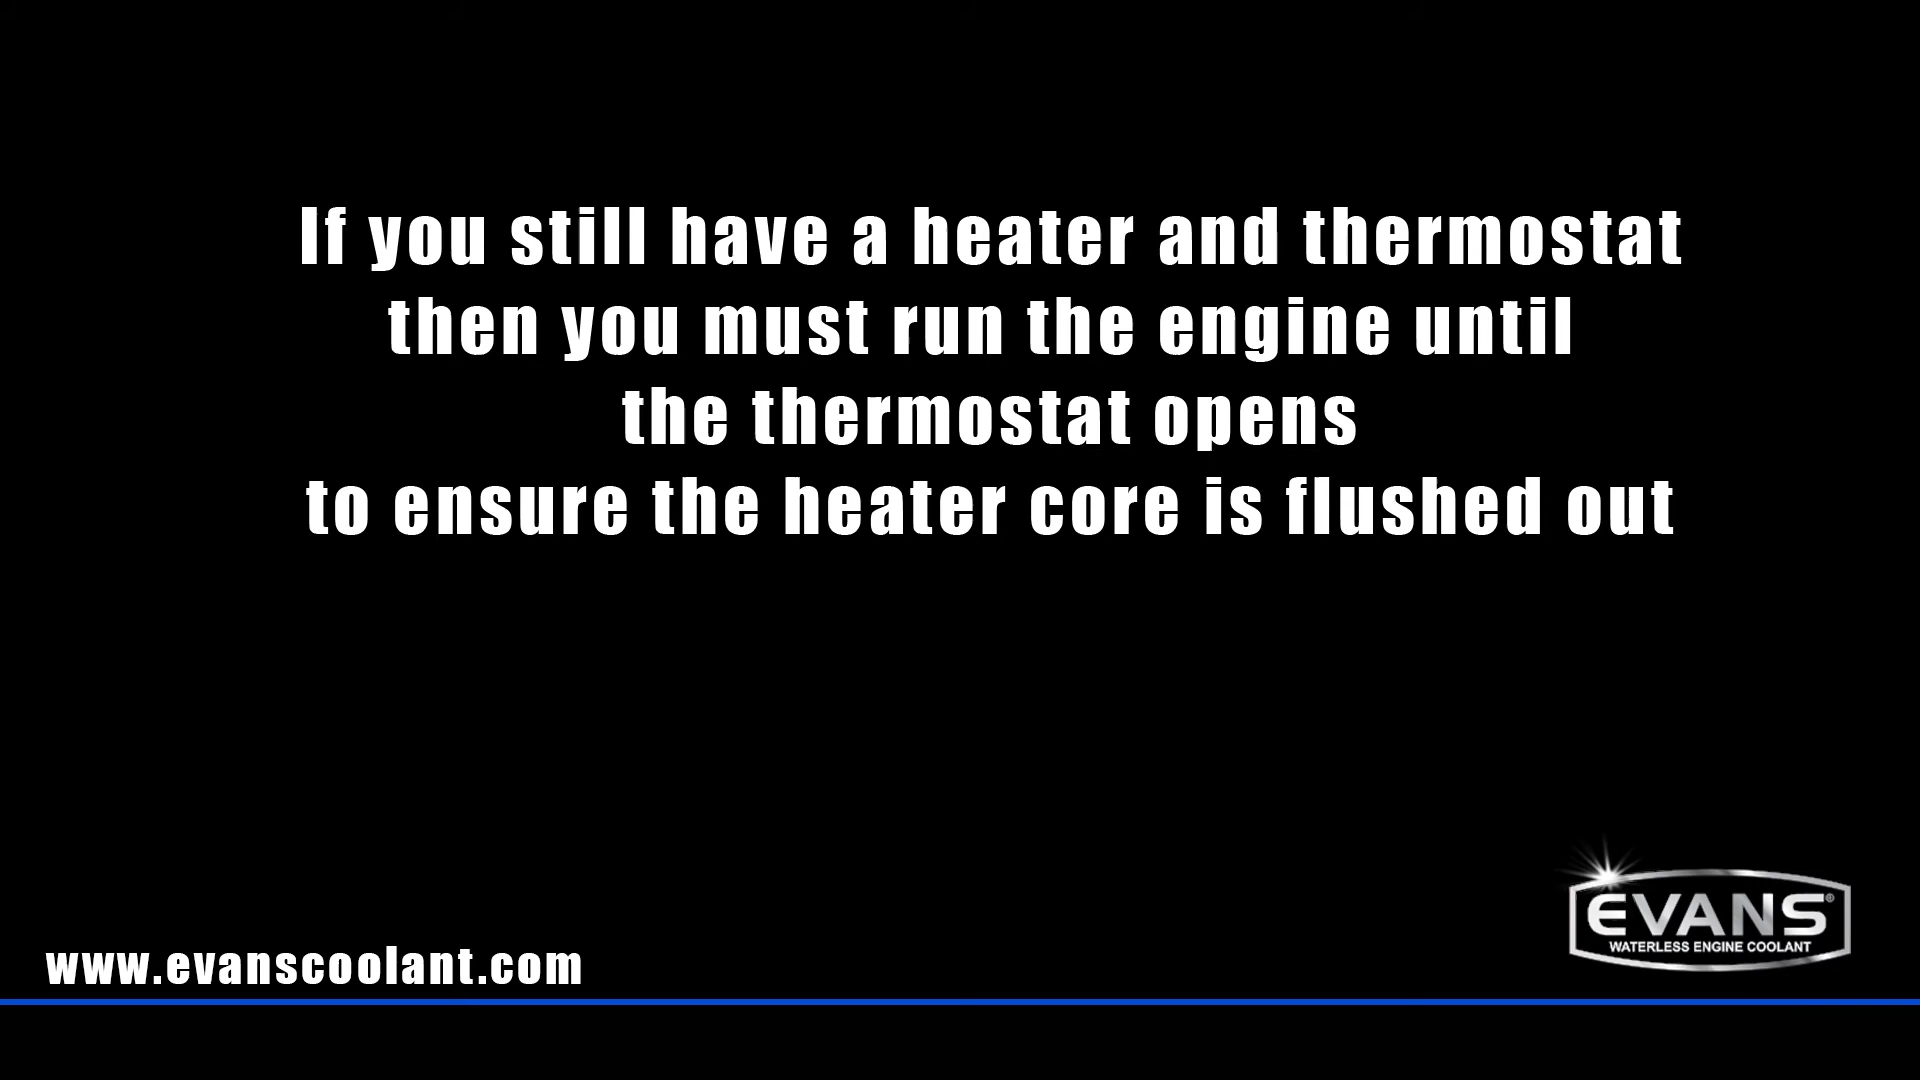 If you still have a heater and thermostat
then you must run the engine until
the thermostat opens
to ensure the heater core is flushed out
EVANS®
WATERLESS ENGINE COOLANT
www.evanscoolant.com